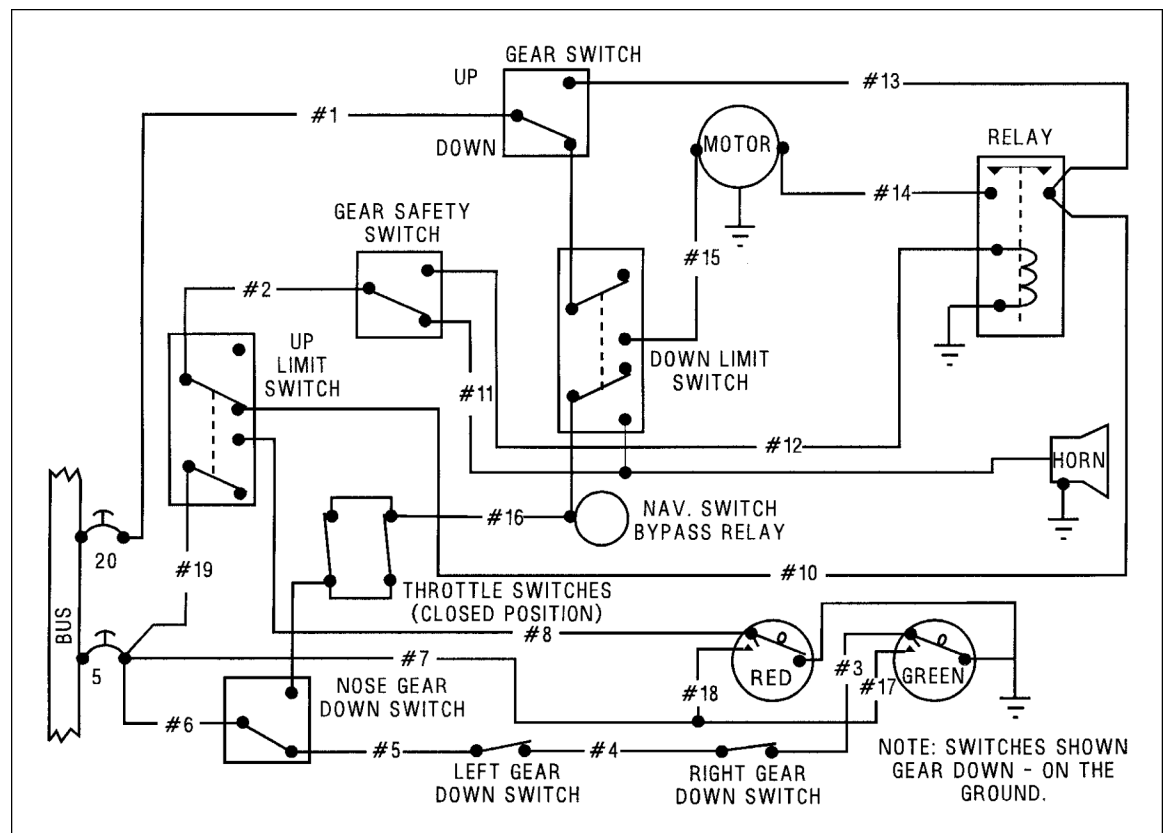 GEAR SWITCH
UP
#13
#1
DOWN
MOTOR
RELAY
#14
GEAR SAFETY
SWITCH
#15
#2
UP
LIMIT
SWITCH
DOWN LIMIT
SWITCH
#11
#12
HORN
NAV. SWITCH
BYPASS RELAY
#16
20
#19
#10
THROTTLE SWITCHES
(CLOSED POSITION)
BUS
#8
#7
5
#3
RED
#17
GREEN
#18
NOSE GEAR
DOWN SWITCH
#6
#5
#4
LEFT GEAR
DOWN SWITCH
RIGHT GEAR
DOWN SWITCH
NOTE: SWITCHES SHOWN
GEAR DOWN - ON THE
GROUND.